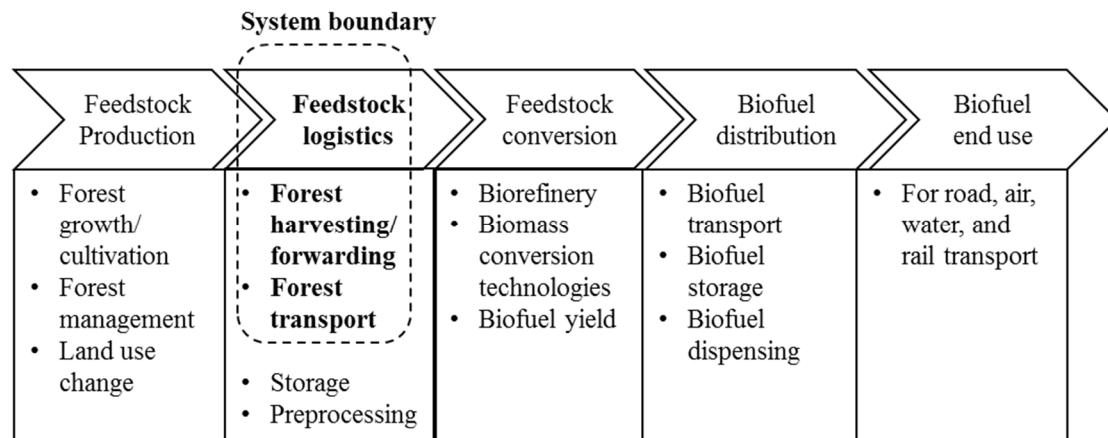 System boundary
Feedstock
Production
Feedstock
logistics
Feedstock
conversion
Biofuel
distribution
Biofuel
end use
• Forest
growth/
cultivation
• Forest
management
• Land use
change
• Forest
harvesting/
forwarding
• Forest
transport
• Storage
• Preprocessing
• Biorefinery
• Biomass
conversion
technologies
• Biofuel yield
• Biofuel
transport
• Biofuel
storage
• Biofuel
dispensing
• For road, air,
water, and
rail transport